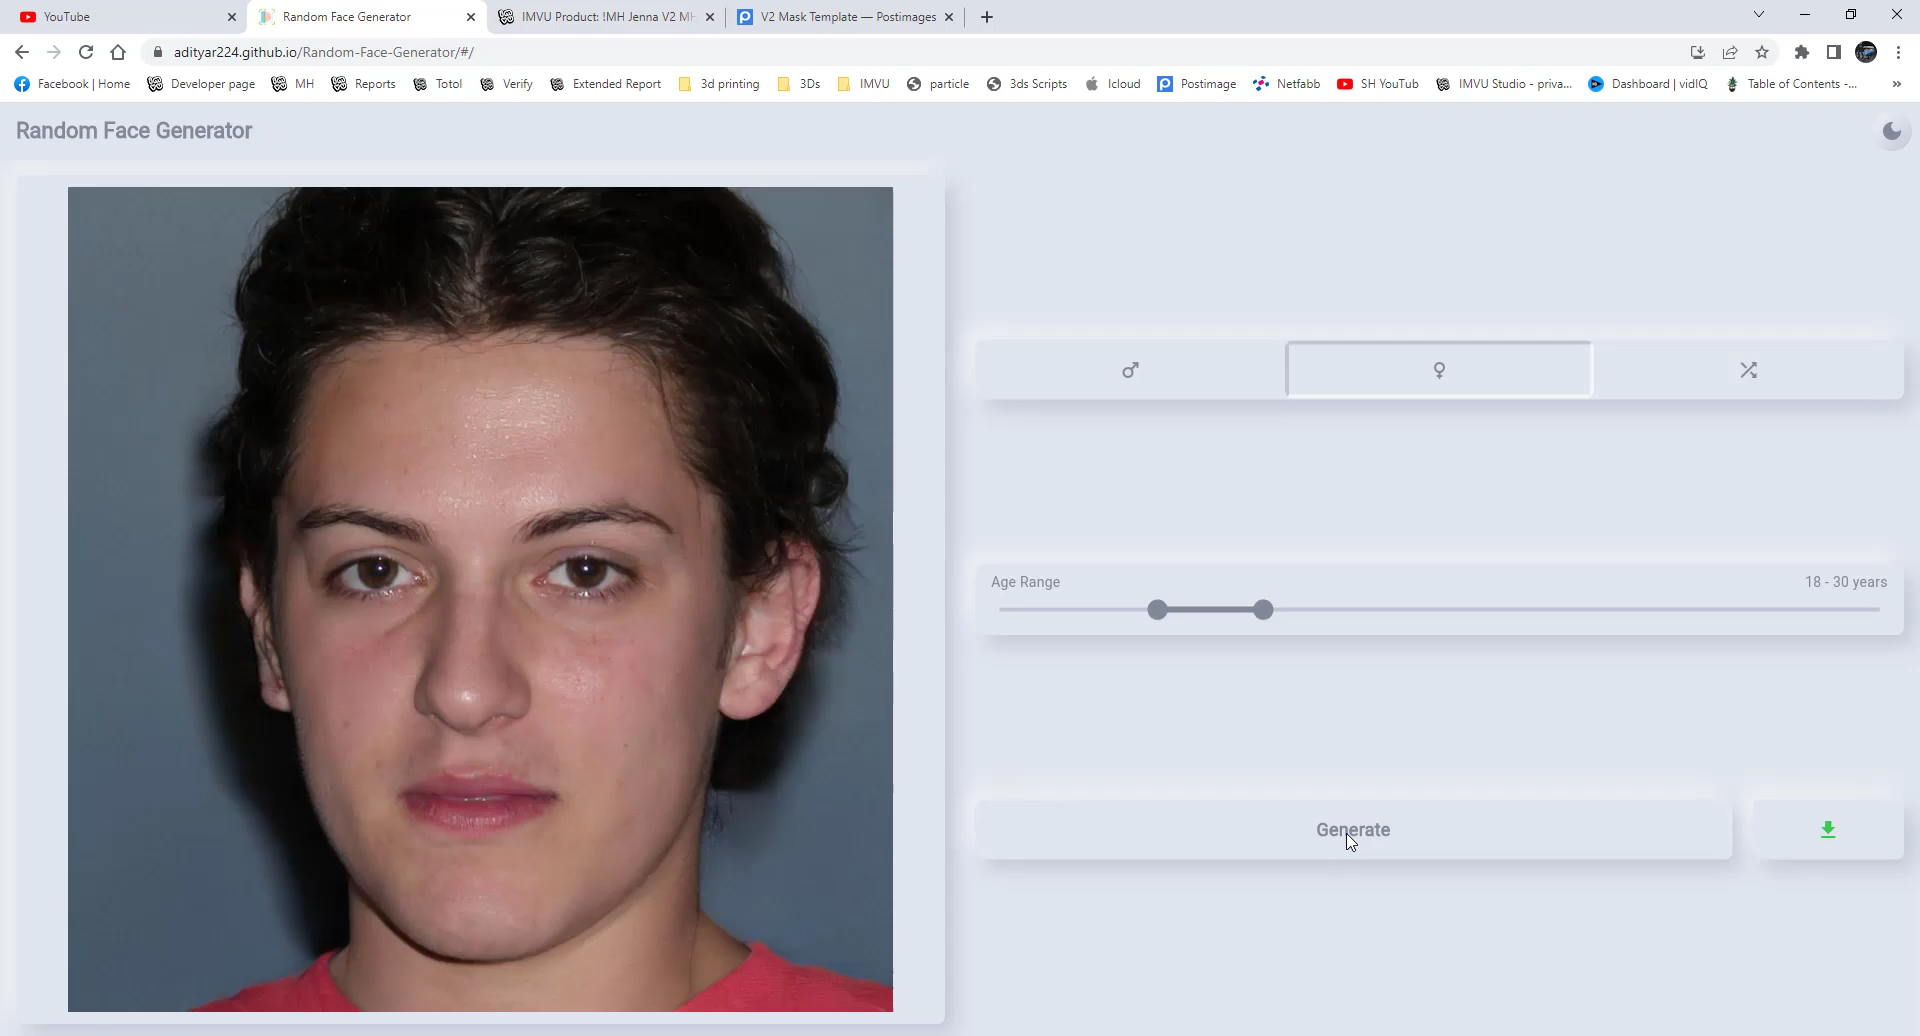 YouTube
Random Face Generator
IMVU Product: !MH Jenna V2 MH
V2 Mask Template — Postimages
adityar224.github.io/Random-Face-Generator/#/
Facebook | Home
Developer page
MH
Reports
Totol
Verify
Extended Report
3d printing
3Ds
IMVU
particle
3ds Scripts
Icloud
Postimage
Netfabb
SH YouTub
IMVU Studio - priva...
Dashboard | vidIQ
Table of Contents -...
Random Face Generator
Age Range
18 - 30 years
Generate